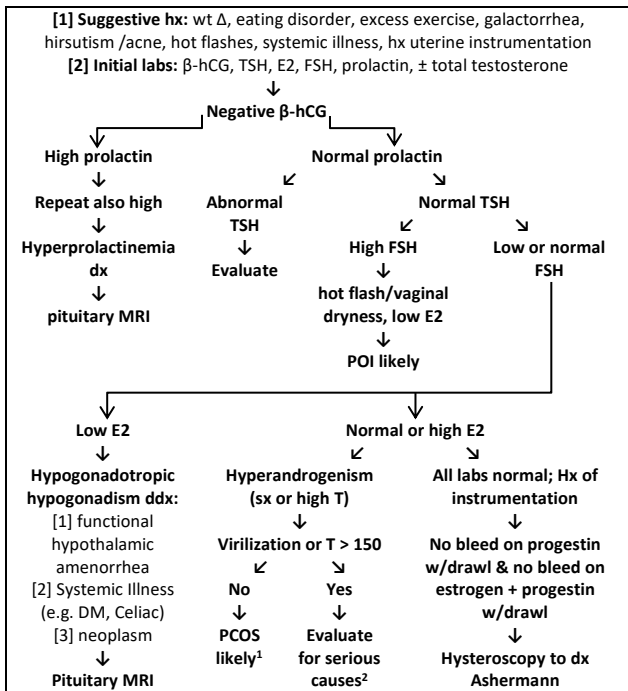 [1] Suggestive hx: wt Δ, eating disorder, excess exercise, galactorrhea,
hirsutism /acne, hot flashes, systemic illness, hx uterine instrumentation
[2] Initial labs: β-hCG, TSH, E2, FSH, prolactin, ± total testosterone
↓
Negative β-hCG
High prolactin
↓
Repeat also high
↓
Hyperprolactinemia
dx
↓
pituitary MRI
Normal prolactin
↙ ↘
Abnormal
TSH
↓
Evaluate
Normal TSH
↙ ↘
High FSH
↓
hot flash/vaginal
dryness, low E2
↓
POI likely
Low or normal
FSH
Low E2
↓
Hypogonadotropic
hypogonadism ddx:
[1] functional
hypothalamic
amenorrhea
[2] Systemic Illness
(e.g. DM, Celiac)
[3] neoplasm
↓
Pituitary MRI
Normal or high E2
↙ ↘
Hyperandrogenism
(sx or high T)
↓
Virilization or T > 150
↙ ↘
No
↓
PCOS
likely¹
Yes
↓
Evaluate
for serious
causes²
All labs normal; Hx of
instrumentation
↓
No bleed on progestin
w/drawl & no bleed on
estrogen + progestin
w/drawl
↓
Hysteroscopy to dx
Ashermann